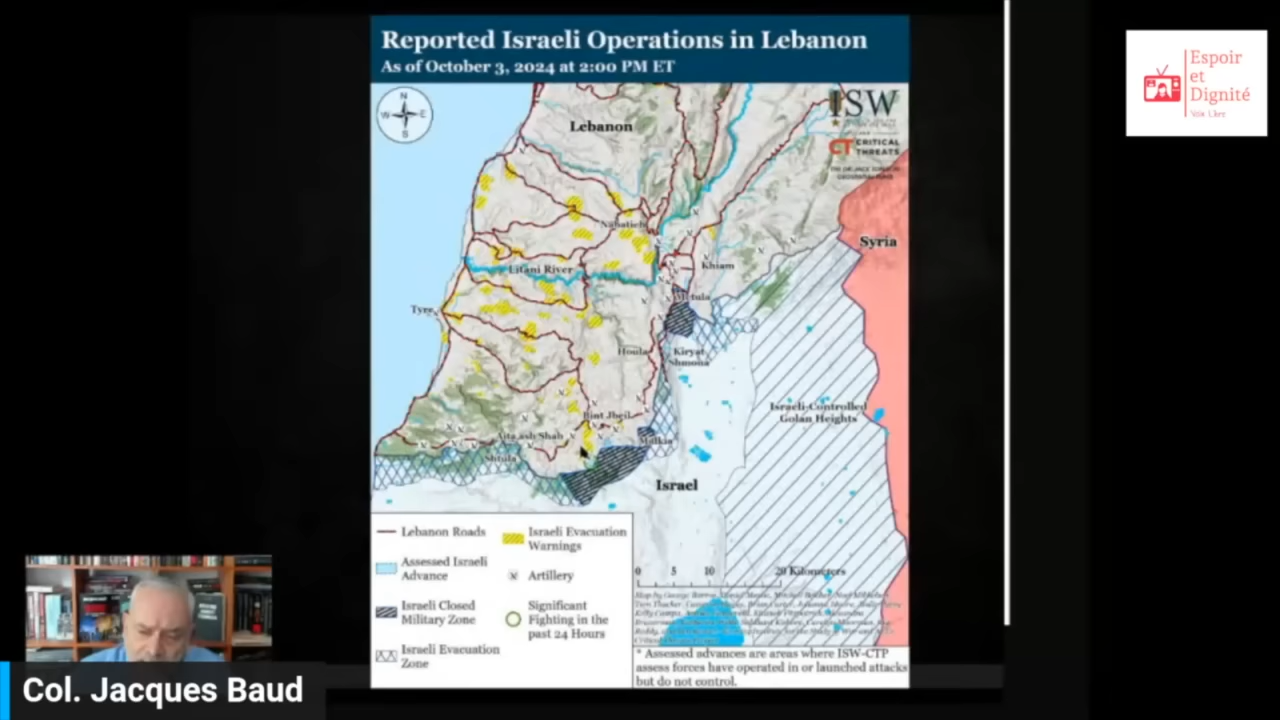 Reported Israeli Operations in Lebanon
As of October 3, 2024 at 2:00 PM ET
N
W
E
S
ISW
CT CRITICAL
THREATS
Espoir
et
Dignité
Lebanon
Nabatieh
Syria
Khiam
Litani River
Metula
Tyre
Houla
Kiryat
Shmona
Israeli-Controlled
Golan Heights
Bint Jbeil
Aita ash Shab
Malkia
Shtula
Israel
Lebanon Roads
Assessed Israeli
Advance
Israeli Closed
Military Zone
Israeli Evacuation
Zone
Israeli Evacuation
Warnings
Artillery
Significant
Fighting in the
past 24 Hours
0 5 10 20 Kilometers
* Assessed advances are areas where ISW-CTP
assess forces have operated in or launched attacks
but do not control.
Col. Jacques Baud